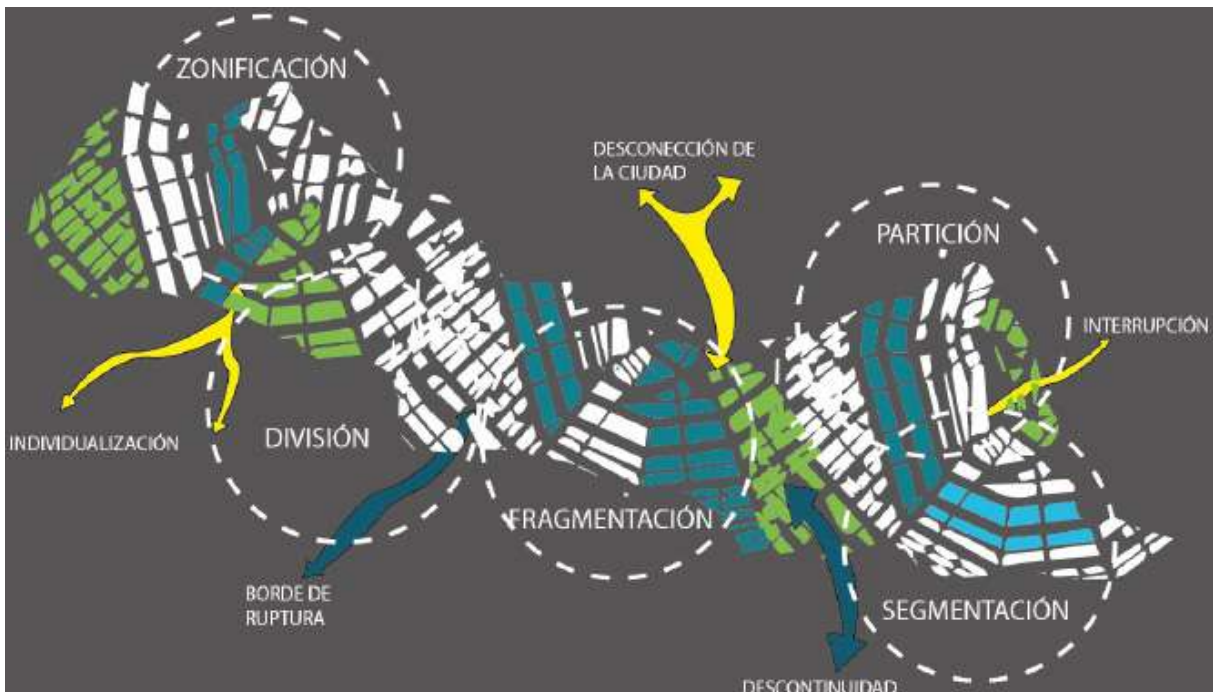 ZONIFICACIÓN
DESCONECCIÓN DE
LA CIUDAD
PARTICIÓN
INTERRUPCIÓN
INDIVIDUALIZACIÓN
DIVISIÓN
FRAGMENTACIÓN
BORDE DE
RUPTURA
SEGMENTACIÓN
DESCONTINUIDAD